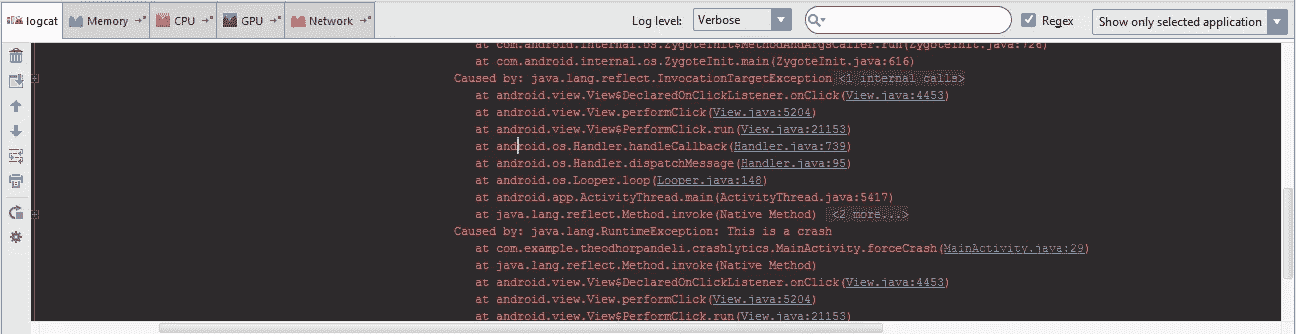 logcat Memory CPU GPU Network Log level: Verbose Regex Show only selected application
at com.android.internal.os.ZygoteInit$MethodAndArgsCaller.run(ZygoteInit.java:726)
at com.android.internal.os.ZygoteInit.main(ZygoteInit.java:616)
Caused by: java.lang.reflect.InvocationTargetException <1 internal calls>
at android.view.View$DeclaredOnClickListener.onClick(View.java:4453)
at android.view.View.performClick(View.java:5204)
at android.view.View$PerformClick.run(View.java:21153)
at android.os.Handler.handleCallback(Handler.java:739)
at android.os.Handler.dispatchMessage(Handler.java:95)
at android.os.Looper.loop(Looper.java:148)
at android.app.ActivityThread.main(ActivityThread.java:5417)
at java.lang.reflect.Method.invoke(Native Method) <2 more...>
Caused by: java.lang.RuntimeException: This is a crash
at com.example.theodhorpandeli.crashlytics.MainActivity.forceCrash(MainActivity.java:29)
at java.lang.reflect.Method.invoke(Native Method)
at android.view.View$DeclaredOnClickListener.onClick(View.java:4453)
at android.view.View.performClick(View.java:5204)
at android.view.View$PerformClick.run(View.java:21153)